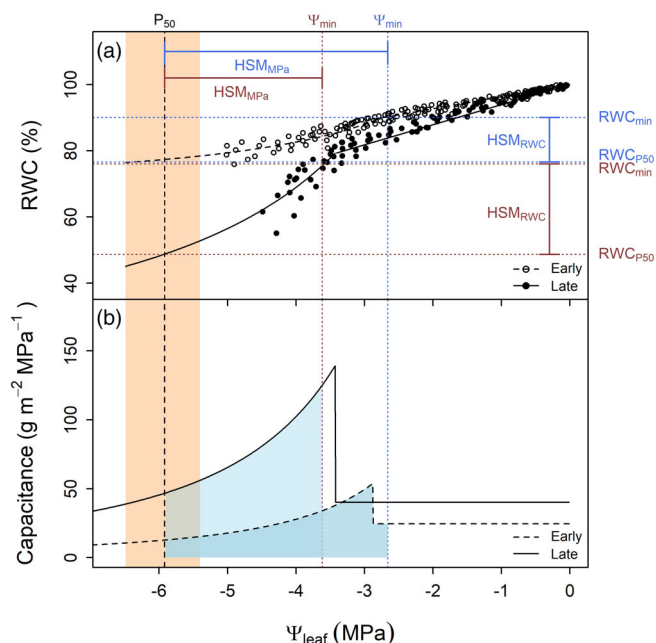 P50 Ψmin Ψmin
(a)
HSMMPa
HSMMPa
100
80
60
40
RWC (%)
HSMRWC
HSMRWC
RWCmin
RWCP50
RWCmin
RWCP50
Early
Late
(b)
150
100
50
0
Capacitance (g m−2 MPa−1)
Early
Late
-6 -5 -4 -3 -2 -1 0
Ψleaf (MPa)